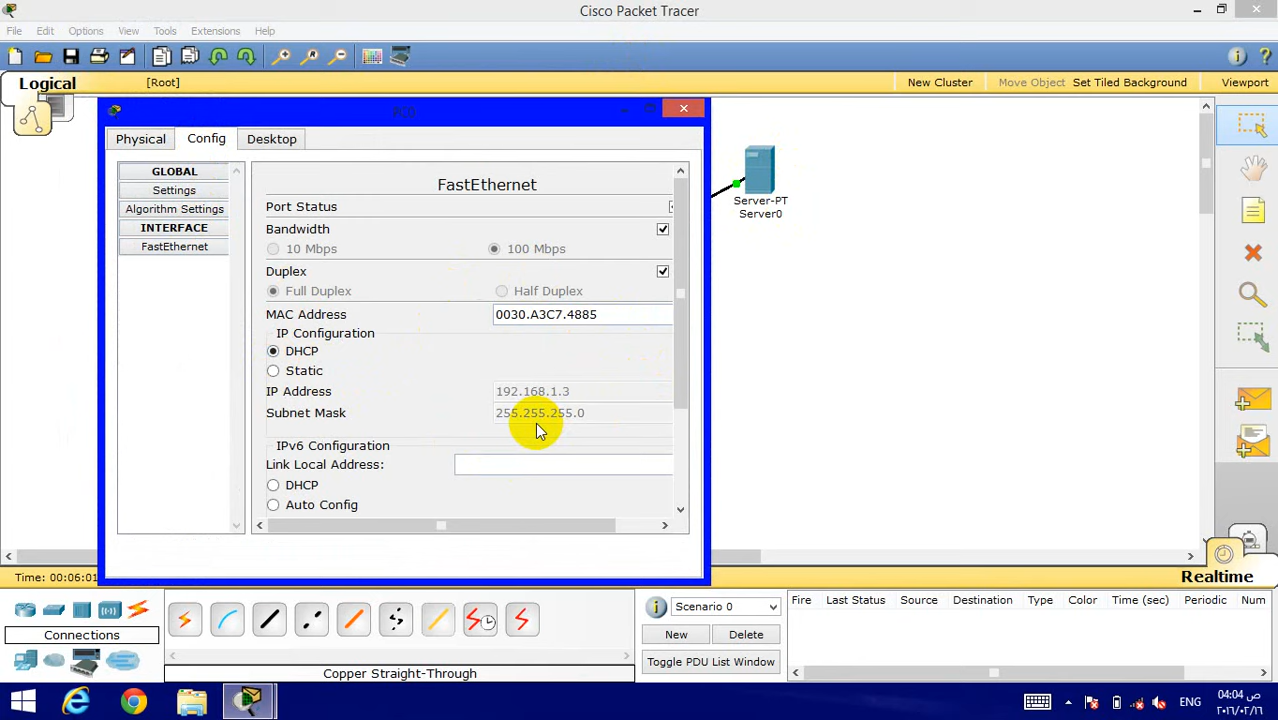 Cisco Packet Tracer
File Edit Options View Tools Extensions Help
Logical [Root] New Cluster Move Object Set Tiled Background Viewport
Physical Config Desktop
GLOBAL
Settings
Algorithm Settings
INTERFACE
FastEthernet
FastEthernet
Port Status
Bandwidth
10 Mbps 100 Mbps
Duplex
Full Duplex Half Duplex
MAC Address 0030.A3C7.4885
IP Configuration
DHCP
Static
IP Address 192.168.1.3
Subnet Mask 255.255.255.0
IPv6 Configuration
Link Local Address:
DHCP
Auto Config
Server-PT
Server0
Time: 00:06:01
Realtime
Connections
Copper Straight-Through
Scenario 0
New Delete
Toggle PDU List Window
Fire Last Status Source Destination Type Color Time (sec) Periodic Num
ENG
04:04 ص
٢٠١٦/٠٢/١٦